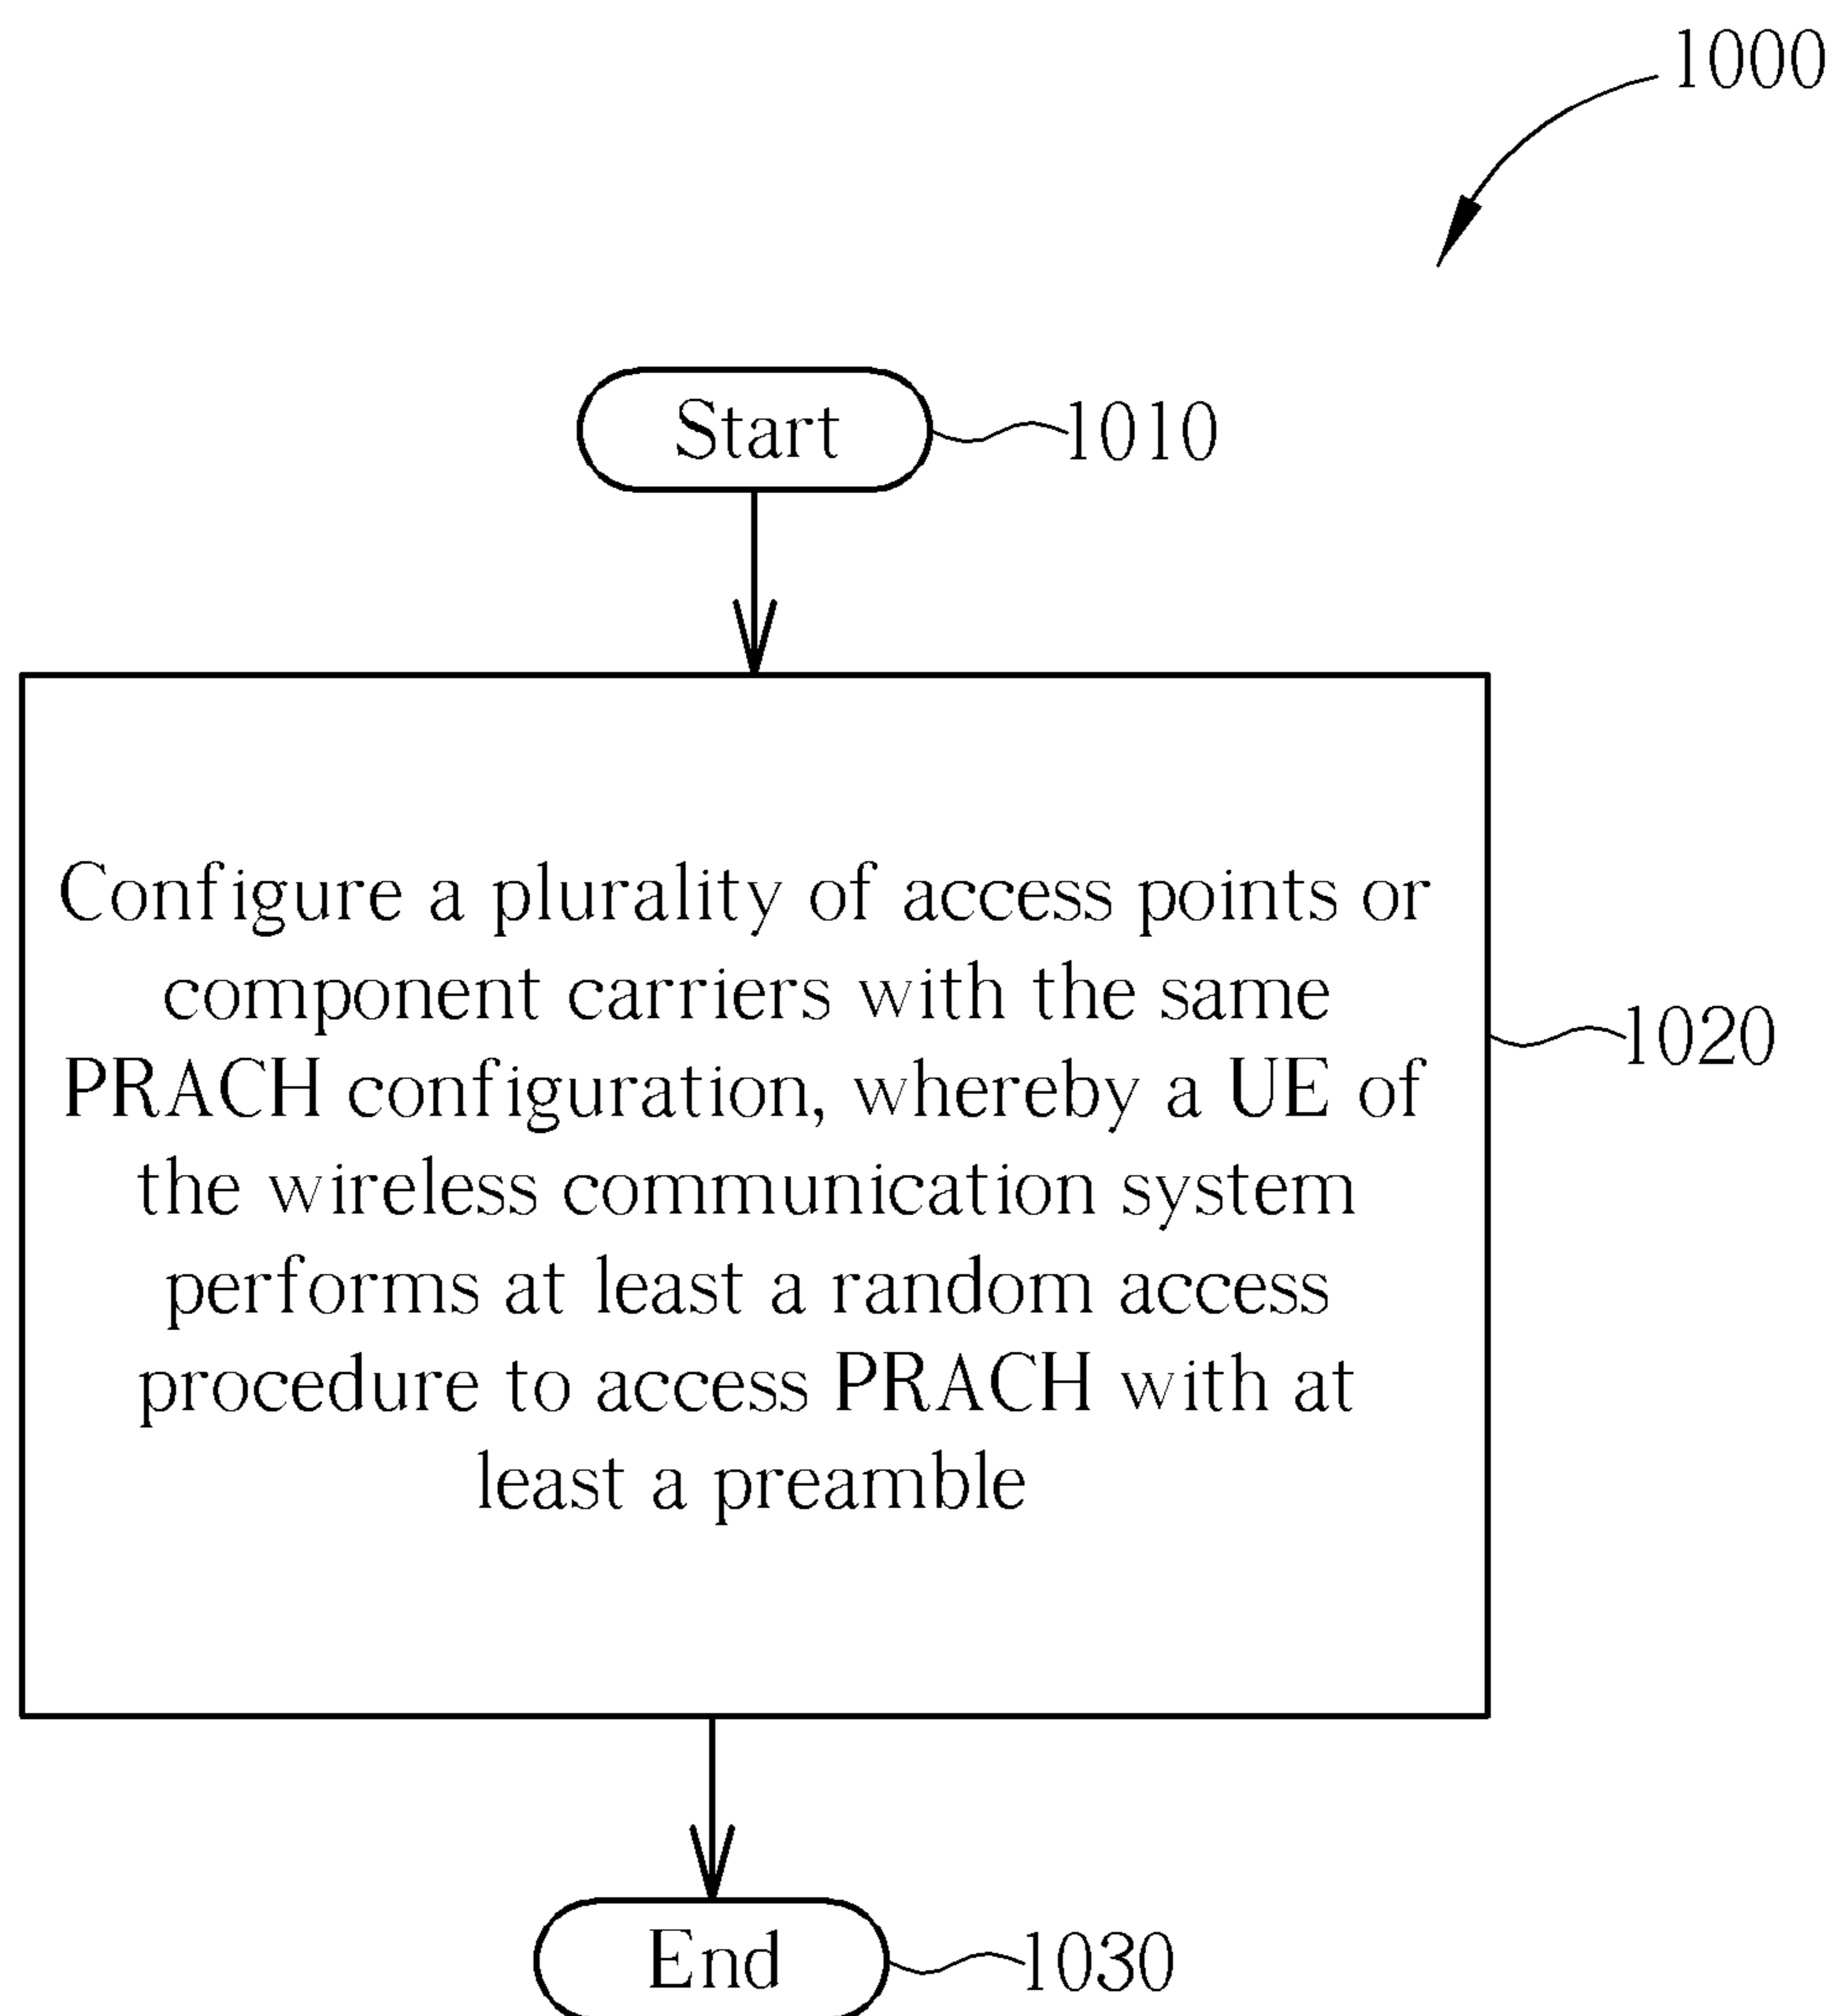 1000
Start
1010
Configure a plurality of access points or
component carriers with the same
PRACH configuration, whereby a UE of
the wireless communication system
performs at least a random access
procedure to access PRACH with at
least a preamble
1020
End
1030